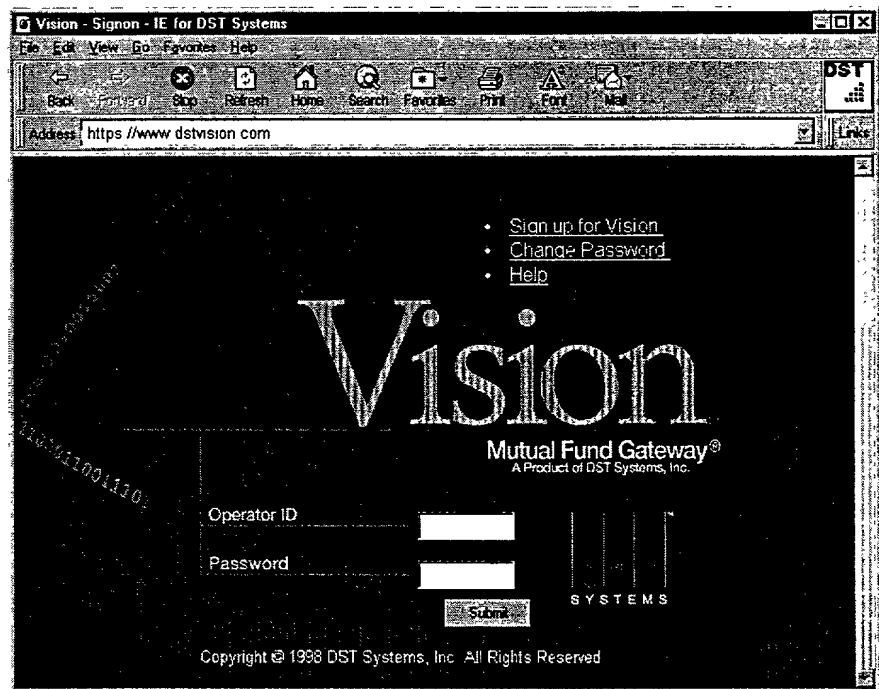 Vision - Signon - IE for DST Systems
File Edit View Go Favorites Help
Back Forward Stop Refresh Home Search Favorites Print Font Mail
DST
Address https //www dstvision com
Links
• Sign up for Vision
• Change Password
• Help
Vision
Mutual Fund Gateway®
A Product of DST Systems, Inc.
Operator ID
Password
SYSTEMS
Submit
Copyright © 1998 DST Systems, Inc All Rights Reserved